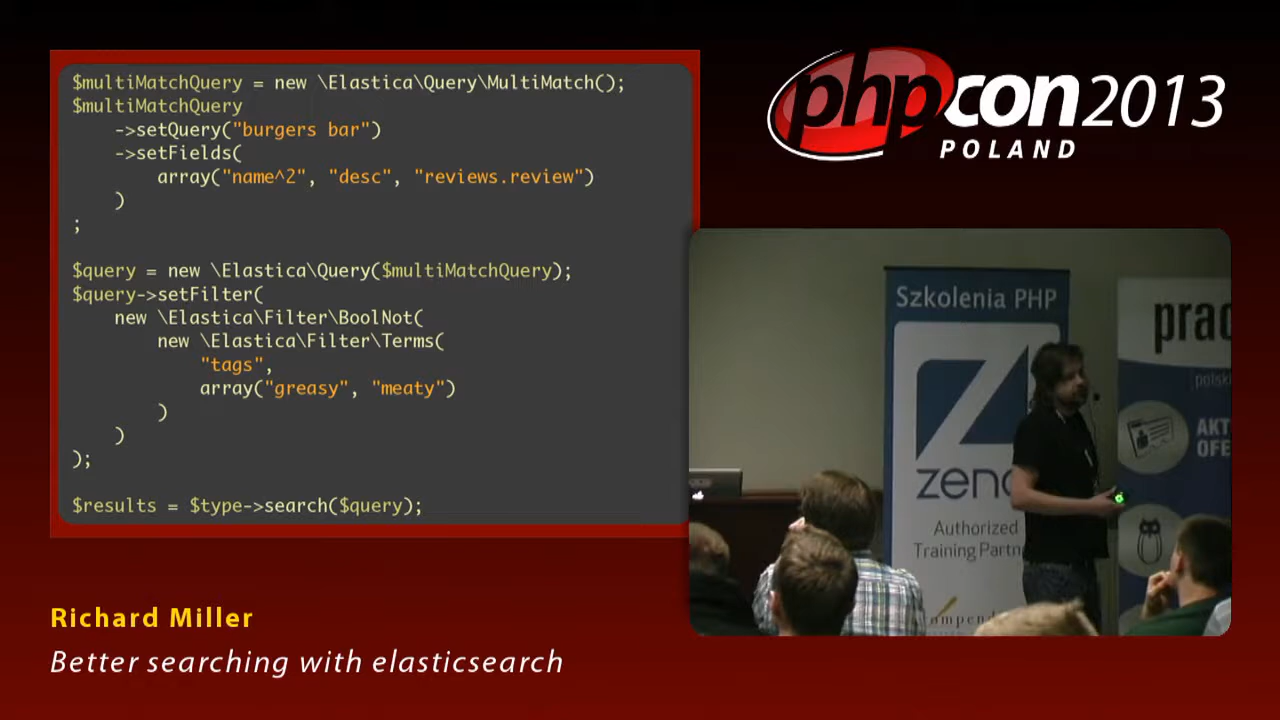 $multiMatchQuery = new \Elastica\Query\MultiMatch();
$multiMatchQuery
->setQuery("burgers bar")
->setFields(
array("name^2", "desc", "reviews.review")
)
;
$query = new \Elastica\Query($multiMatchQuery);
$query->setFilter(
new \Elastica\Filter\BoolNot(
new \Elastica\Filter\Terms(
"tags",
array("greasy", "meaty")
)
)
);
$results = $type->search($query);
phpcon2013
POLAND
Szkolenia PHP
zend
Authorized
Training Partn
prac
polski
AKT
OFE
Richard Miller
Better searching with elasticsearch